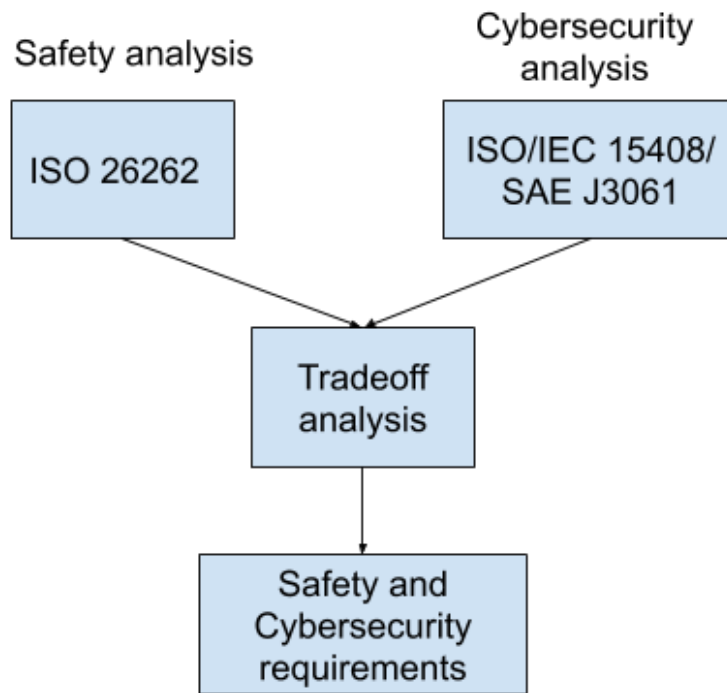 Safety analysis
Cybersecurity
analysis
ISO 26262
ISO/IEC 15408/
SAE J3061
Tradeoff
analysis
Safety and
Cybersecurity
requirements